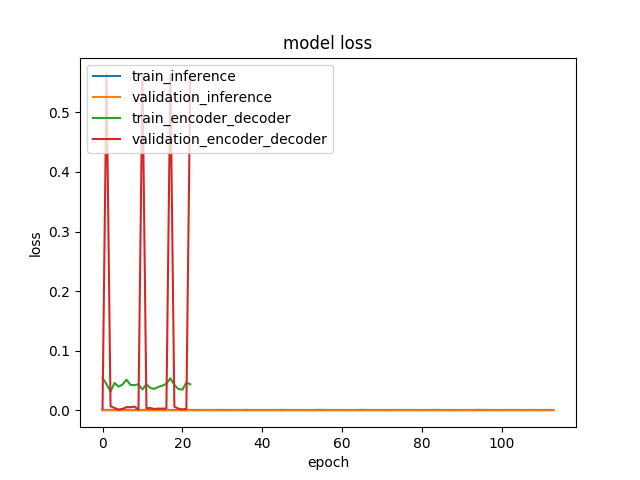 model loss
train_inference
validation_inference
train_encoder_decoder
validation_encoder_decoder
loss
0.5
0.4
0.3
0.2
0.1
0.0
0 20 40 60 80 100
epoch